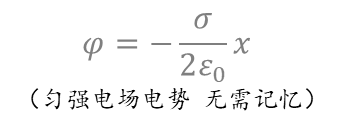 φ = −σ/2ε₀ x
（匀强电场电势 无需记忆）